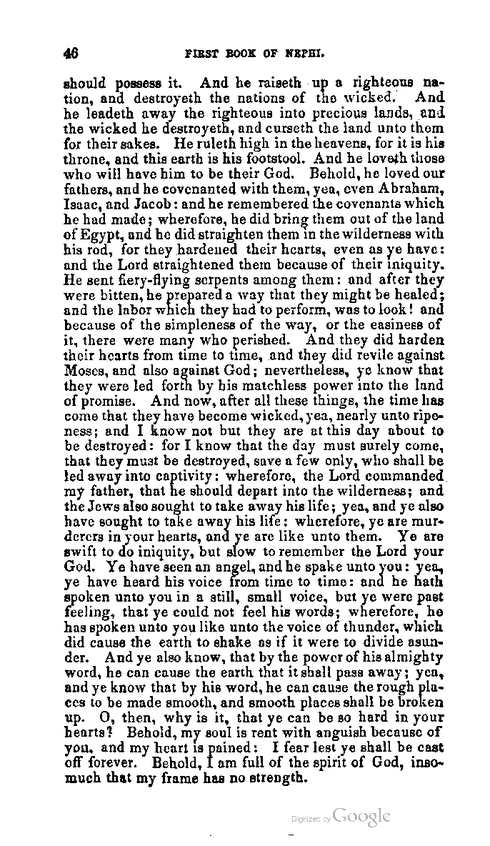 46 FIRST BOOK OF NEPHI.
should possess it. And he raiseth up a righteous na-
tion, and destroyeth the nations of the wicked. And
he leadeth away the righteous into precious lands, and
the wicked he destroyeth, and curseth the land unto them
for their sakes. He ruleth high in the heavens, for it is his
throne, and this earth is his footstool. And he loveth those
who will have him to be their God. Behold, he loved our
fathers, and he covenanted with them, yea, even Abraham,
Isaac, and Jacob: and he remembered the covenants which
he had made; wherefore, he did bring them out of the land
of Egypt, and he did straighten them in the wilderness with
his rod, for they hardened their hearts, even as ye have:
and the Lord straightened them because of their iniquity.
He sent fiery-flying serpents among them: and after they
were bitten, he prepared a way that they might be healed;
and the labor which they had to perform, was to look! and
because of the simpleness of the way, or the easiness of
it, there were many who perished. And they did harden
their hearts from time to time, and they did revile against
Moses, and also against God; nevertheless, ye know that
they were led forth by his matchless power into the land
of promise. And now, after all these things, the time has
come that they have become wicked, yea, nearly unto ripe-
ness; and I know not but they are at this day about to
be destroyed: for I know that the day must surely come,
that they must be destroyed, save a few only, who shall be
led away into captivity: wherefore, the Lord commanded
my father, that he should depart into the wilderness; and
the Jews also sought to take away his life; yea, and ye also
have sought to take away his life: wherefore, ye are mur-
derers in your hearts, and ye are like unto them. Ye are
swift to do iniquity, but slow to remember the Lord your
God. Ye have seen an angel, and he spake unto you: yea,
ye have heard his voice from time to time: and he hath
spoken unto you in a still, small voice, but ye were past
feeling, that ye could not feel his words; wherefore, he
has spoken unto you like unto the voice of thunder, which
did cause the earth to shake as if it were to divide asun-
der. And ye also know, that by the power of his almighty
word, he can cause the earth that it shall pass away; yea,
and ye know that by his word, he can cause the rough pla-
ces to be made smooth, and smooth places shall be broken
up. O, then, why is it, that ye can be so hard in your
hearts? Behold, my soul is rent with anguish because of
you, and my heart is pained: I fear lest ye shall be cast
off forever. Behold, I am full of the spirit of God, inso-
much that my frame has no strength.
Digitized by Google